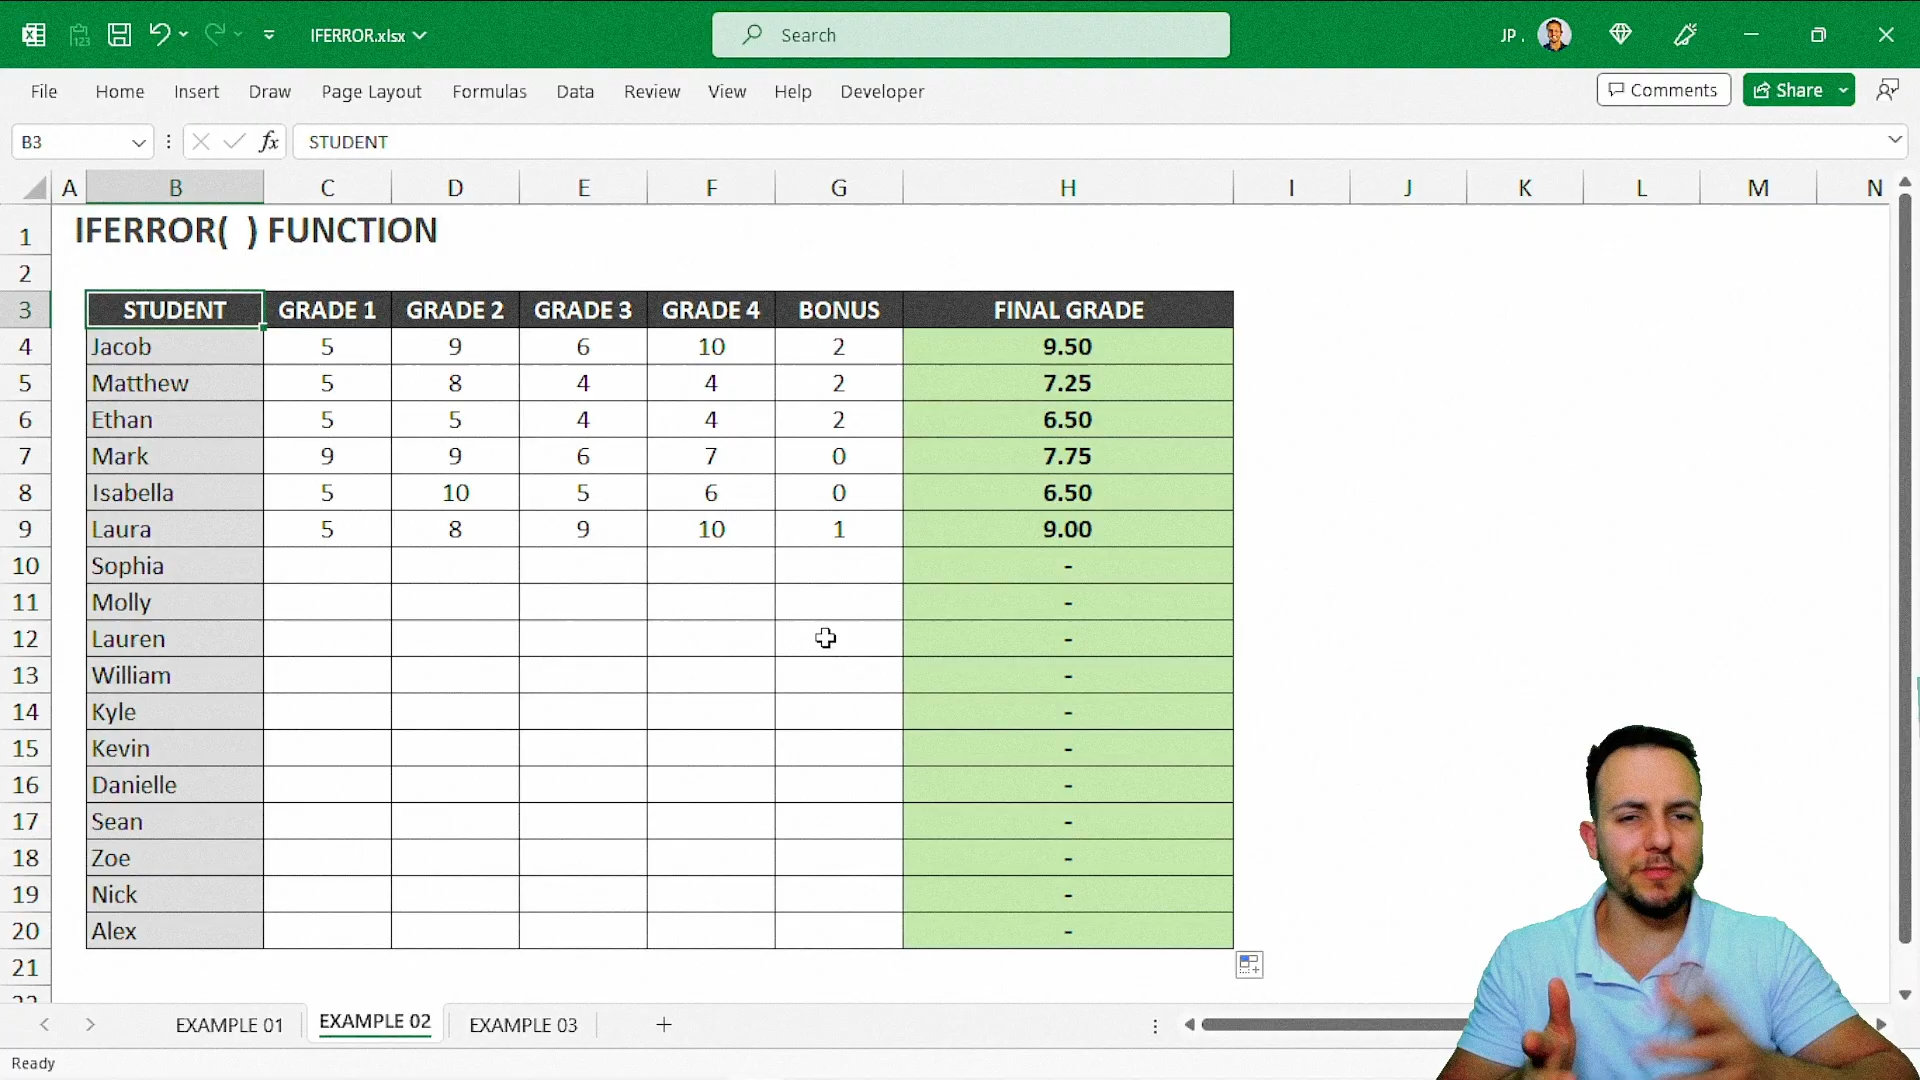 IFERROR.xlsx Search JP .
File Home Insert Draw Page Layout Formulas Data Review View Help Developer Comments Share
B3 fx STUDENT
A B C D E F G H I J K L M N
1 IFERROR( ) FUNCTION
2
3 STUDENT GRADE 1 GRADE 2 GRADE 3 GRADE 4 BONUS FINAL GRADE
4 Jacob 5 9 6 10 2 9.50
5 Matthew 5 8 4 4 2 7.25
6 Ethan 5 5 4 4 2 6.50
7 Mark 9 9 6 7 0 7.75
8 Isabella 5 10 5 6 0 6.50
9 Laura 5 8 9 10 1 9.00
10 Sophia -
11 Molly -
12 Lauren -
13 William -
14 Kyle -
15 Kevin -
16 Danielle -
17 Sean -
18 Zoe -
19 Nick -
20 Alex -
21
EXAMPLE 01 EXAMPLE 02 EXAMPLE 03
Ready